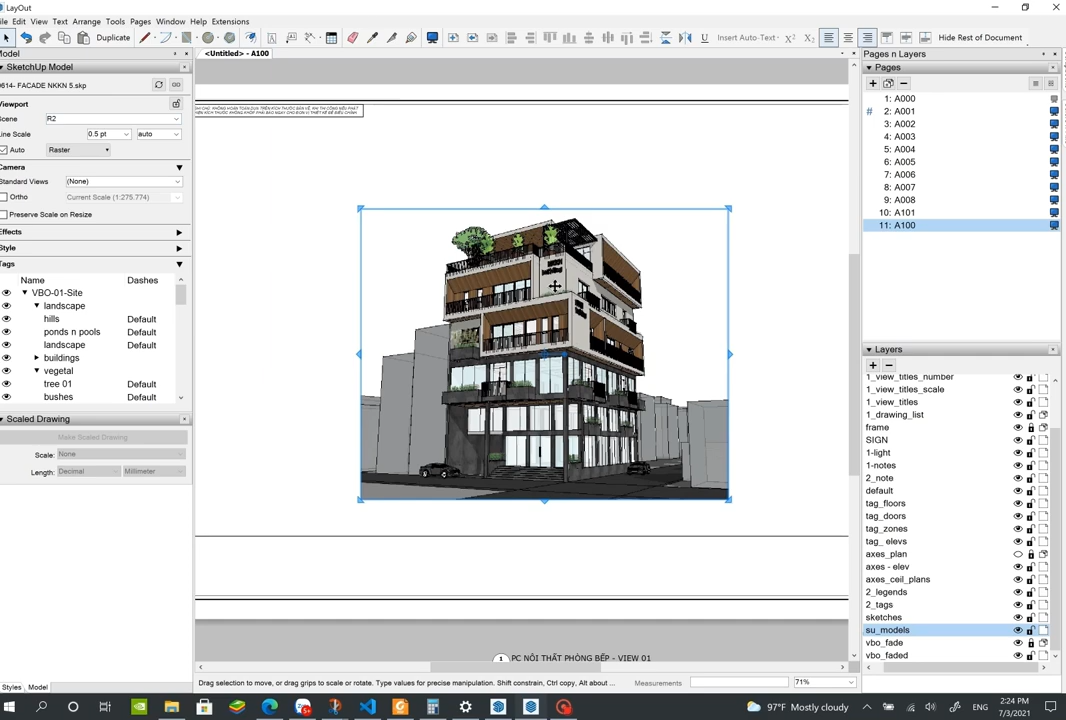 LayOut
File Edit View Text Arrange Tools Pages Window Help Extensions
Duplicate
Insert Auto-Text
Hide Rest of Document
Model
<Untitled> - A100
Pages n Layers
SketchUp Model
Pages
0614- FACADE NKKN 5.skp
Viewport
Scene R2
Line Scale 0.5 pt auto
Auto Raster
Camera
Standard Views (None)
Ortho Current Scale (1:275.774)
Preserve Scale on Resize
Effects
Style
Tags
Name Dashes
VBO-01-Site
landscape
hills Default
ponds n pools Default
landscape Default
buildings
vegetal
tree 01 Default
bushes Default
Scaled Drawing
Make Scaled Drawing
Scale: None
Length: Decimal Millimeter
Styles Model
1: A000
# 2: A001
3: A002
4: A003
5: A004
6: A005
7: A006
8: A007
9: A008
10: A101
11: A100
Layers
1_view_titles_number
1_view_titles_scale
1_view_titles
1_drawing_list
frame
SIGN
1-light
1-notes
2_note
default
tag_floors
tag_doors
tag_zones
tag_ elevs
axes_plan
axes - elev
axes_ceil_plans
2_legends
2_tags
sketches
su_models
vbo_fade
vbo_faded
1 PC NỘI THẤT PHÒNG BẾP - VIEW 01
Drag selection to move, or drag grips to scale or rotate. Type values for precise manipulation. Shift constrain, Ctrl copy, Alt about ...
Measurements
71%
97°F Mostly cloudy
ENG
2:24 PM
7/3/2021